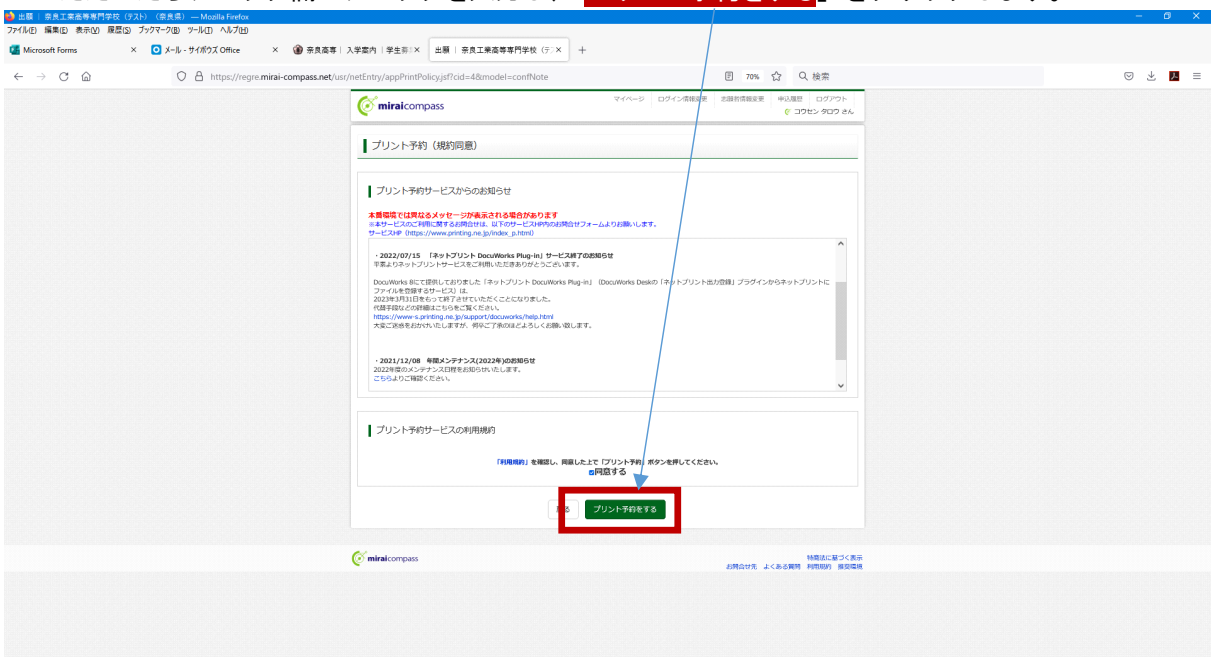 プリント予約をする」をクリックします。
出願 | 奈良工業高等専門学校 (テスト) (奈良県) — Mozilla Firefox
ファイル(F) 編集(E) 表示(V) 履歴(S) ブックマーク(B) ツール(T) ヘルプ(H)
Microsoft Forms × メール - サイボウズ Office × 奈良高専 | 入学案内 | 学生募 × 出願 | 奈良工業高等専門学校 (テス × +
https://regre.mirai-compass.net/usr/netEntry/appPrintPolicy.jsf?cid=4&model=confNote 70% 検索
miraicompass マイページ ログイン情報変更 志願者情報変更 申込履歴 ログアウト
コウセン タロウ さん
プリント予約(規約同意)
プリント予約サービスからのお知らせ
本番環境では異なるメッセージが表示される場合があります
※本サービスのご利用に関するお問合せは、以下のサービスHP内のお問合せフォームよりお願いします。
サービスHP (https://www.printing.ne.jp/index_p.html)
・2022/07/15 「ネットプリント DocuWorks Plug-in」サービス終了のお知らせ
平素よりネットプリントサービスをご利用いただきありがとうございます。
DocuWorks 8にて提供しておりました「ネットプリント DocuWorks Plug-in」(DocuWorks Deskの「ネットプリント出力登録」プラグインからネットプリントに
ファイルを登録するサービス)は、
2023年3月31日をもって終了させていただくことになりました。
代替手段などの詳細はこちらをご覧ください。
https://www-s.printing.ne.jp/support/docuworks/help.html
大変ご迷惑をおかけいたしますが、何卒ご了承のほどよろしくお願い致します。
・2021/12/08 年間メンテナンス(2022年)のお知らせ
2022年度のメンテナンス日程をお知らせいたします。
こちらよりご確認ください。
プリント予約サービスの利用規約
「利用規約」を確認し、同意した上で「プリント予約」ボタンを押してください。
同意する
る プリント予約をする
miraicompass 特商法に基づく表示
お問合せ先 よくある質問 利用規約 推奨環境